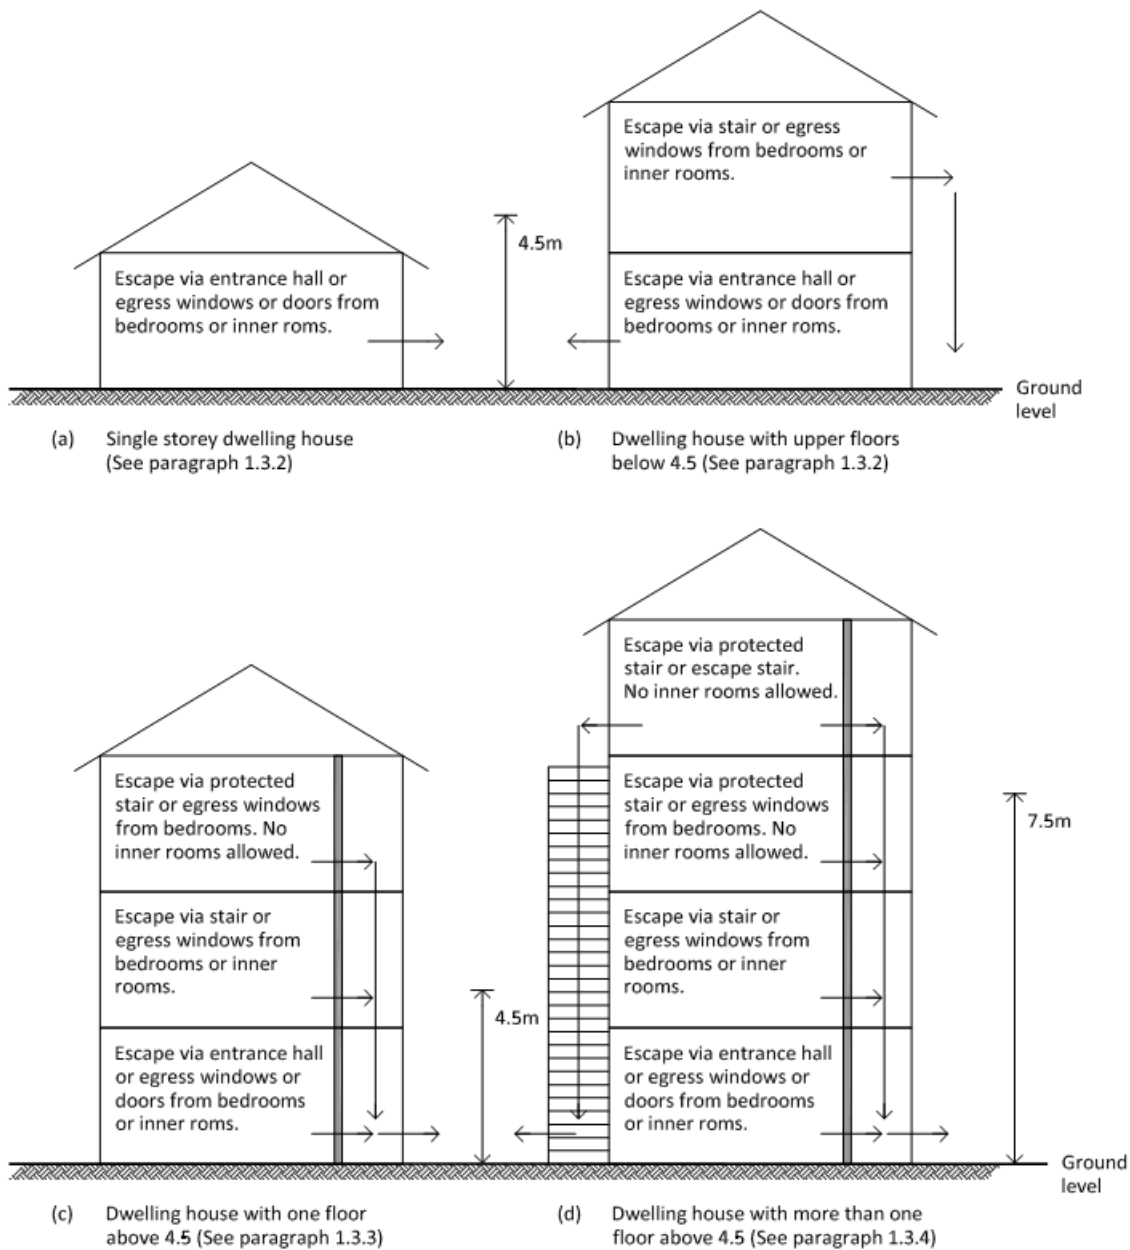 Escape via stair or egress
windows from bedrooms or
inner rooms.
4.5m
Escape via entrance hall or
egress windows or doors from
bedrooms or inner roms.
Escape via entrance hall or
egress windows or doors from
bedrooms or inner roms.
Ground
level
(a) Single storey dwelling house
(See paragraph 1.3.2)
(b) Dwelling house with upper floors
below 4.5 (See paragraph 1.3.2)
Escape via protected
stair or escape stair.
No inner rooms allowed.
Escape via protected
stair or egress windows
from bedrooms. No
inner rooms allowed.
Escape via protected
stair or egress windows
from bedrooms. No
inner rooms allowed.
7.5m
Escape via stair or
egress windows from
bedrooms or inner
rooms.
Escape via stair or
egress windows from
bedrooms or inner
rooms.
4.5m
Escape via entrance hall
or egress windows or
doors from bedrooms
or inner roms.
Escape via entrance hall
or egress windows or
doors from bedrooms
or inner roms.
Ground
level
(c) Dwelling house with one floor
above 4.5 (See paragraph 1.3.3)
(d) Dwelling house with more than one
floor above 4.5 (See paragraph 1.3.4)